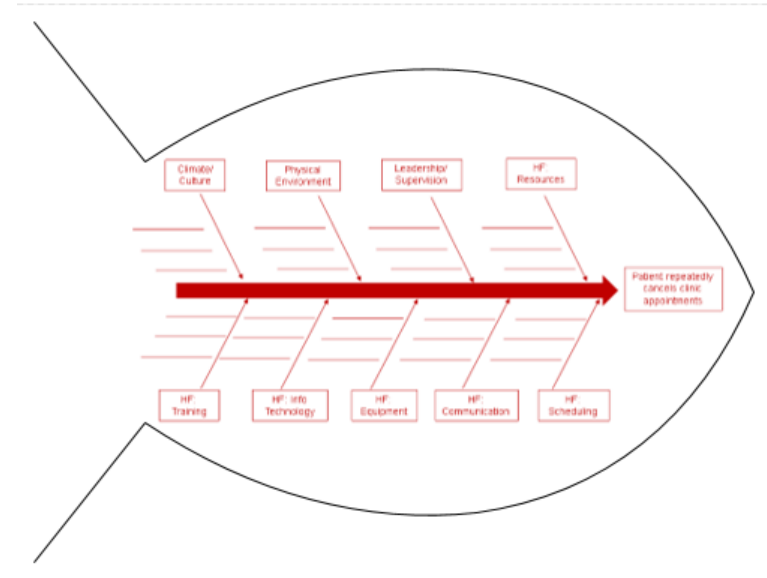 Climate/
Culture
Physical
Environment
Leadership/
Supervision
HF:
Resources
Patient repeatedly
cancels clinic
appointments
HF:
Training
HF: Info
Technology
HF:
Equipment
HF:
Communication
HF:
Scheduling